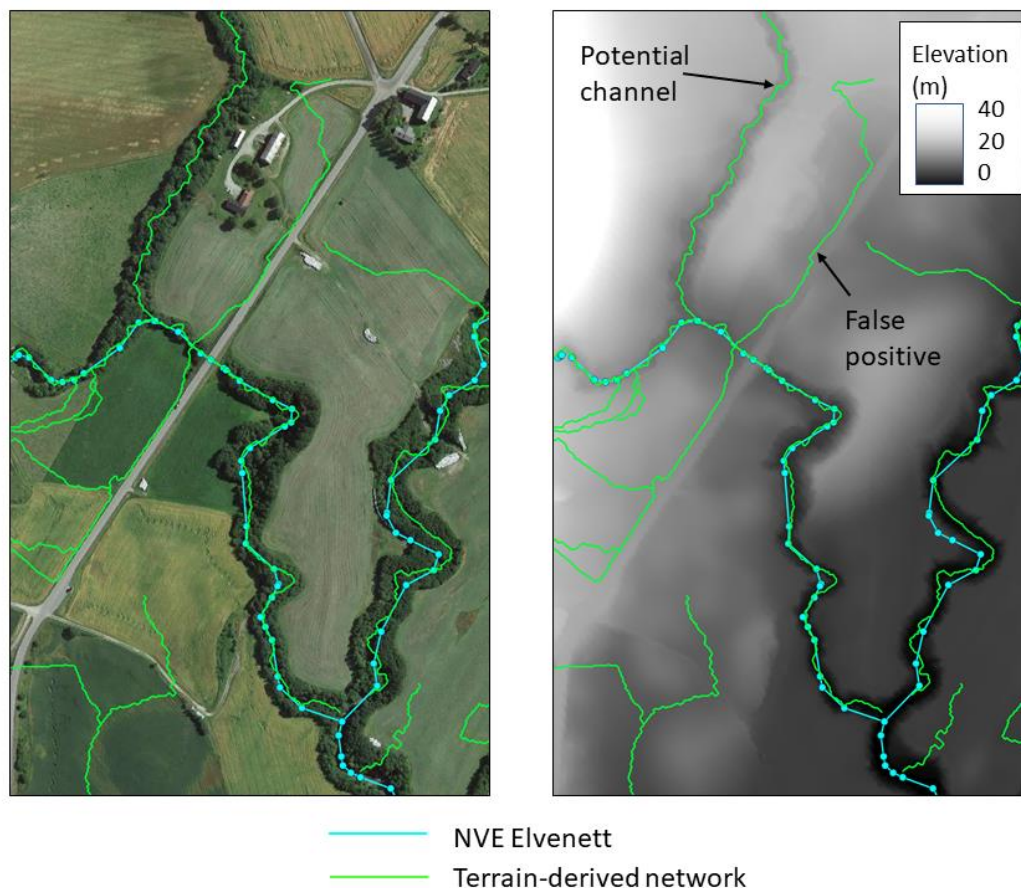 Potential
channel
Elevation
(m)
40
20
0
False
positive
NVE Elvenett
Terrain-derived network